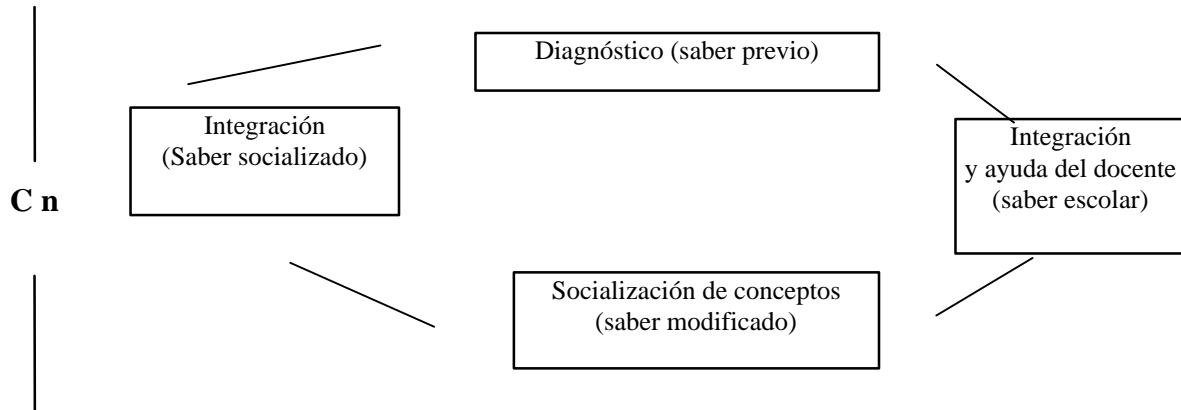 Diagnóstico (saber previo)
Integración
(Saber socializado)
Integración
y ayuda del docente
(saber escolar)
C n
Socialización de conceptos
(saber modificado)